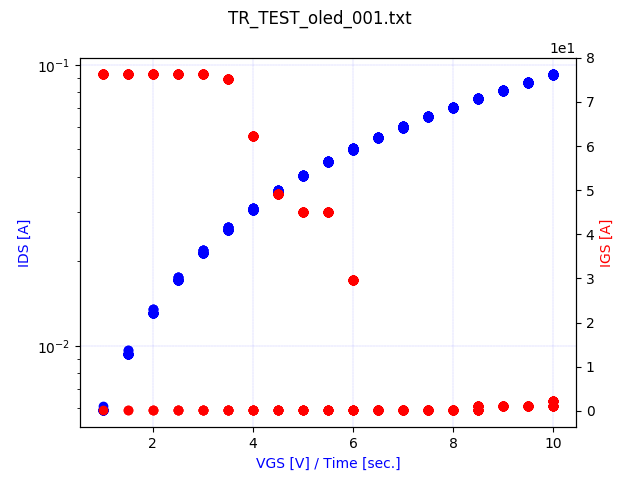 TR_TEST_oled_001.txt
1e1
10⁻¹
10⁻²
IDS [A]
8
7
6
5
4
3
2
1
0
IGS [A]
2 4 6 8 10
VGS [V] / Time [sec.]